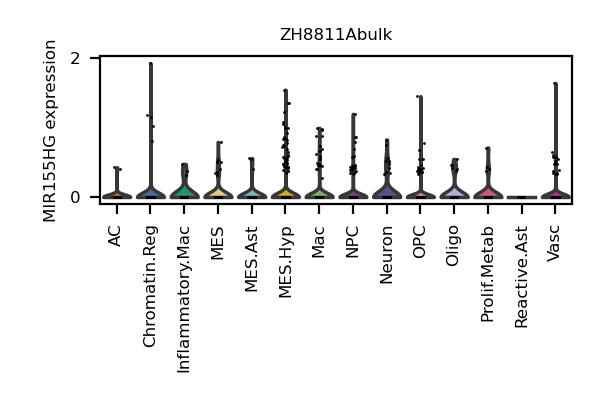 ZH8811Abulk
MIR155HG expression
2
0
AC
Chromatin.Reg
Inflammatory.Mac
MES
MES.Ast
MES.Hyp
Mac
NPC
Neuron
OPC
Oligo
Prolif.Metab
Reactive.Ast
Vasc